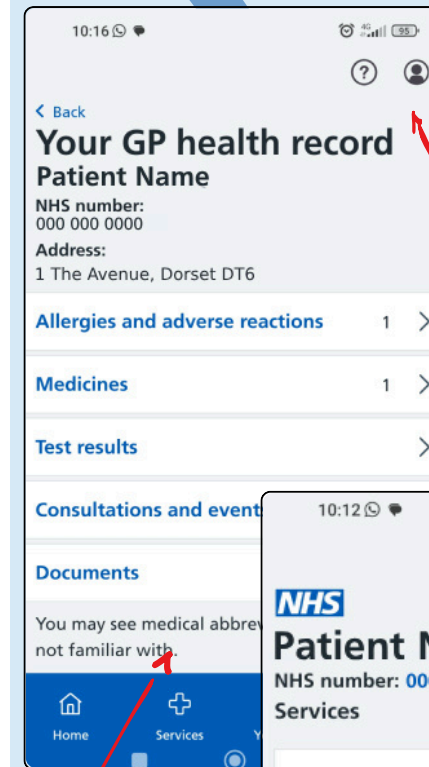 10:16
4G
95
?
Back
Your GP health record
Patient Name
NHS number:
000 000 0000
Address:
1 The Avenue, Dorset DT6
Allergies and adverse reactions 1
Medicines 1
Test results
Consultations and event
Documents
You may see medical abbrev
not familiar with.
Home Services Y
10:12
NHS
Patient N
NHS number: 00
Services